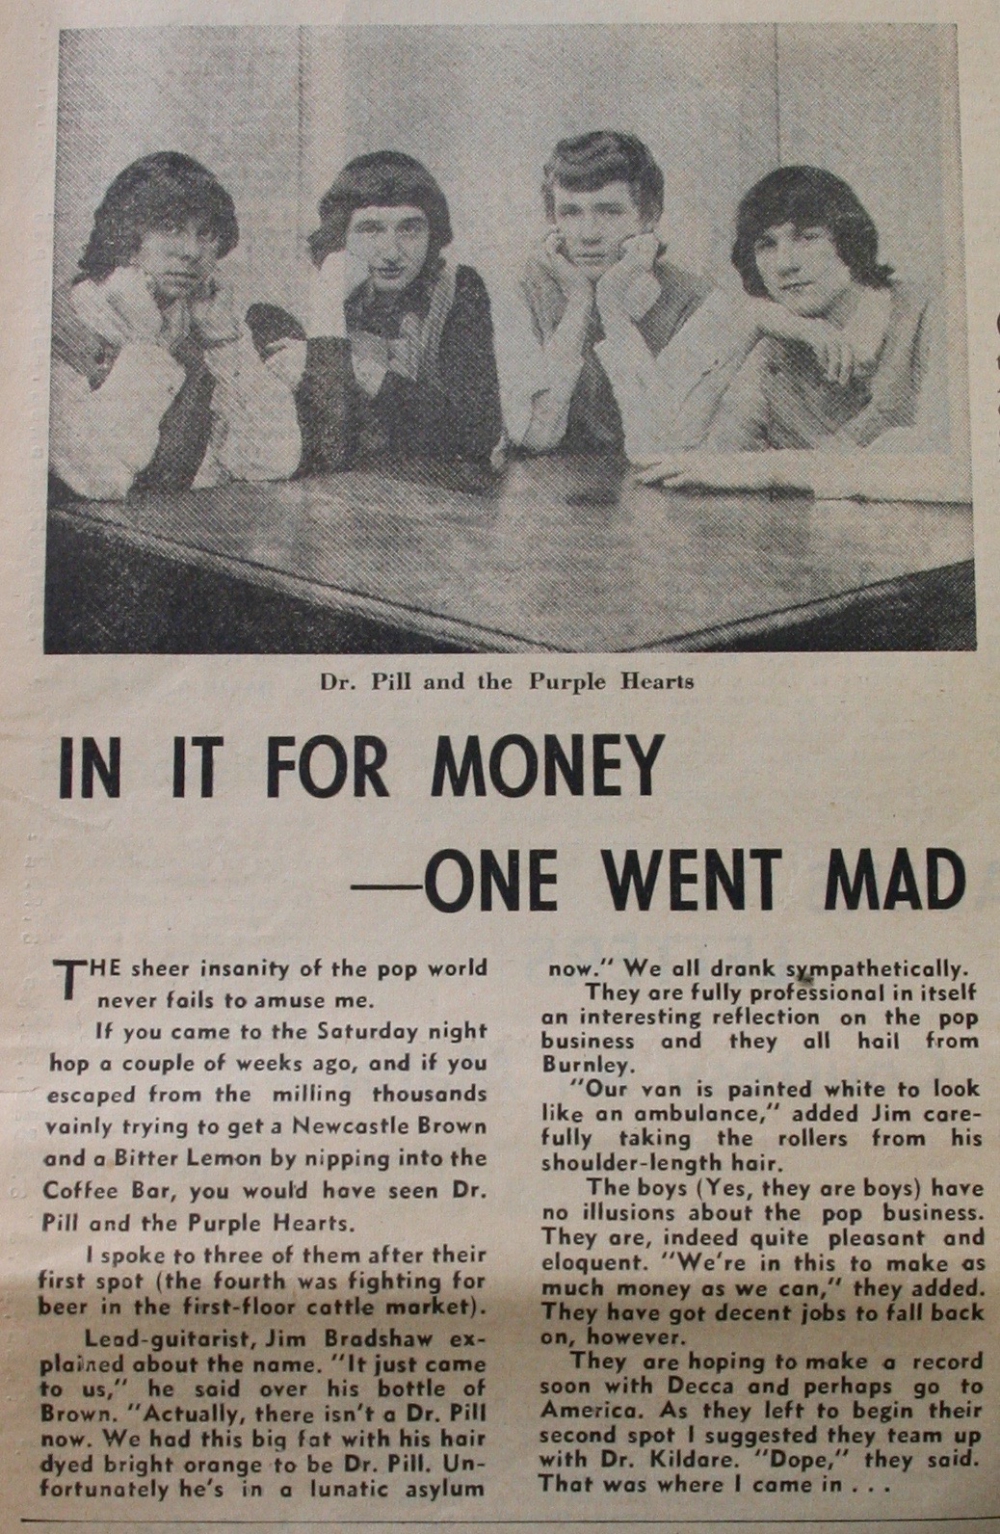 Dr. Pill and the Purple Hearts
IN IT FOR MONEY
—ONE WENT MAD
THE sheer insanity of the pop world
never fails to amuse me.
If you came to the Saturday night
hop a couple of weeks ago, and if you
escaped from the milling thousands
vainly trying to get a Newcastle Brown
and a Bitter Lemon by nipping into the
Coffee Bar, you would have seen Dr.
Pill and the Purple Hearts.
I spoke to three of them after their
first spot (the fourth was fighting for
beer in the first-floor cattle market).
Lead-guitarist, Jim Bradshaw ex-
plained about the name. "It just came
to us," he said over his bottle of
Brown. "Actually, there isn't a Dr. Pill
now. We had this big fat with his hair
dyed bright orange to be Dr. Pill. Un-
fortunately he's in a lunatic asylum
now." We all drank sympathetically.
They are fully professional in itself
an interesting reflection on the pop
business and they all hail from
Burnley.
"Our van is painted white to look
like an ambulance," added Jim care-
fully taking the rollers from his
shoulder-length hair.
The boys (Yes, they are boys) have
no illusions about the pop business.
They are, indeed quite pleasant and
eloquent. "We're in this to make as
much money as we can," they added.
They have got decent jobs to fall back
on, however.
They are hoping to make a record
soon with Decca and perhaps go to
America. As they left to begin their
second spot I suggested they team up
with Dr. Kildare. "Dope," they said.
That was where I came in . . .